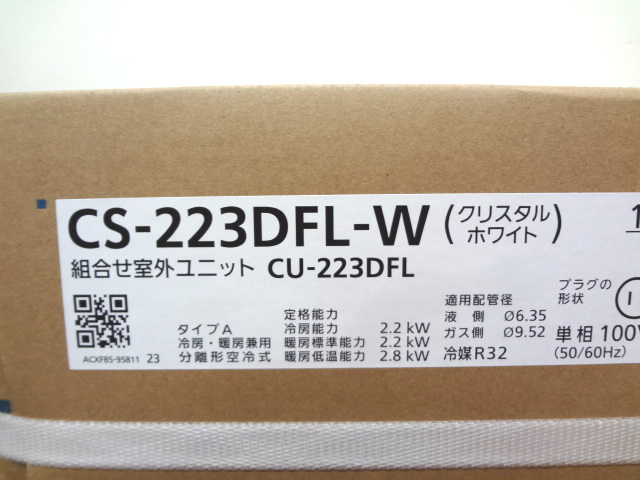 CS-223DFL-W (クリスタルホワイト)
組合せ室外ユニット CU-223DFL
ACXF85-95811 23
タイプA
冷房・暖房兼用
分離形空冷式
定格能力
冷房能力 2.2 kW
暖房標準能力 2.2 kW
暖房低温能力 2.8 kW
適用配管径
液 側 Ø6.35
ガス側 Ø9.52
冷媒R32
プラグの
形状
単相 100V
(50/60Hz)